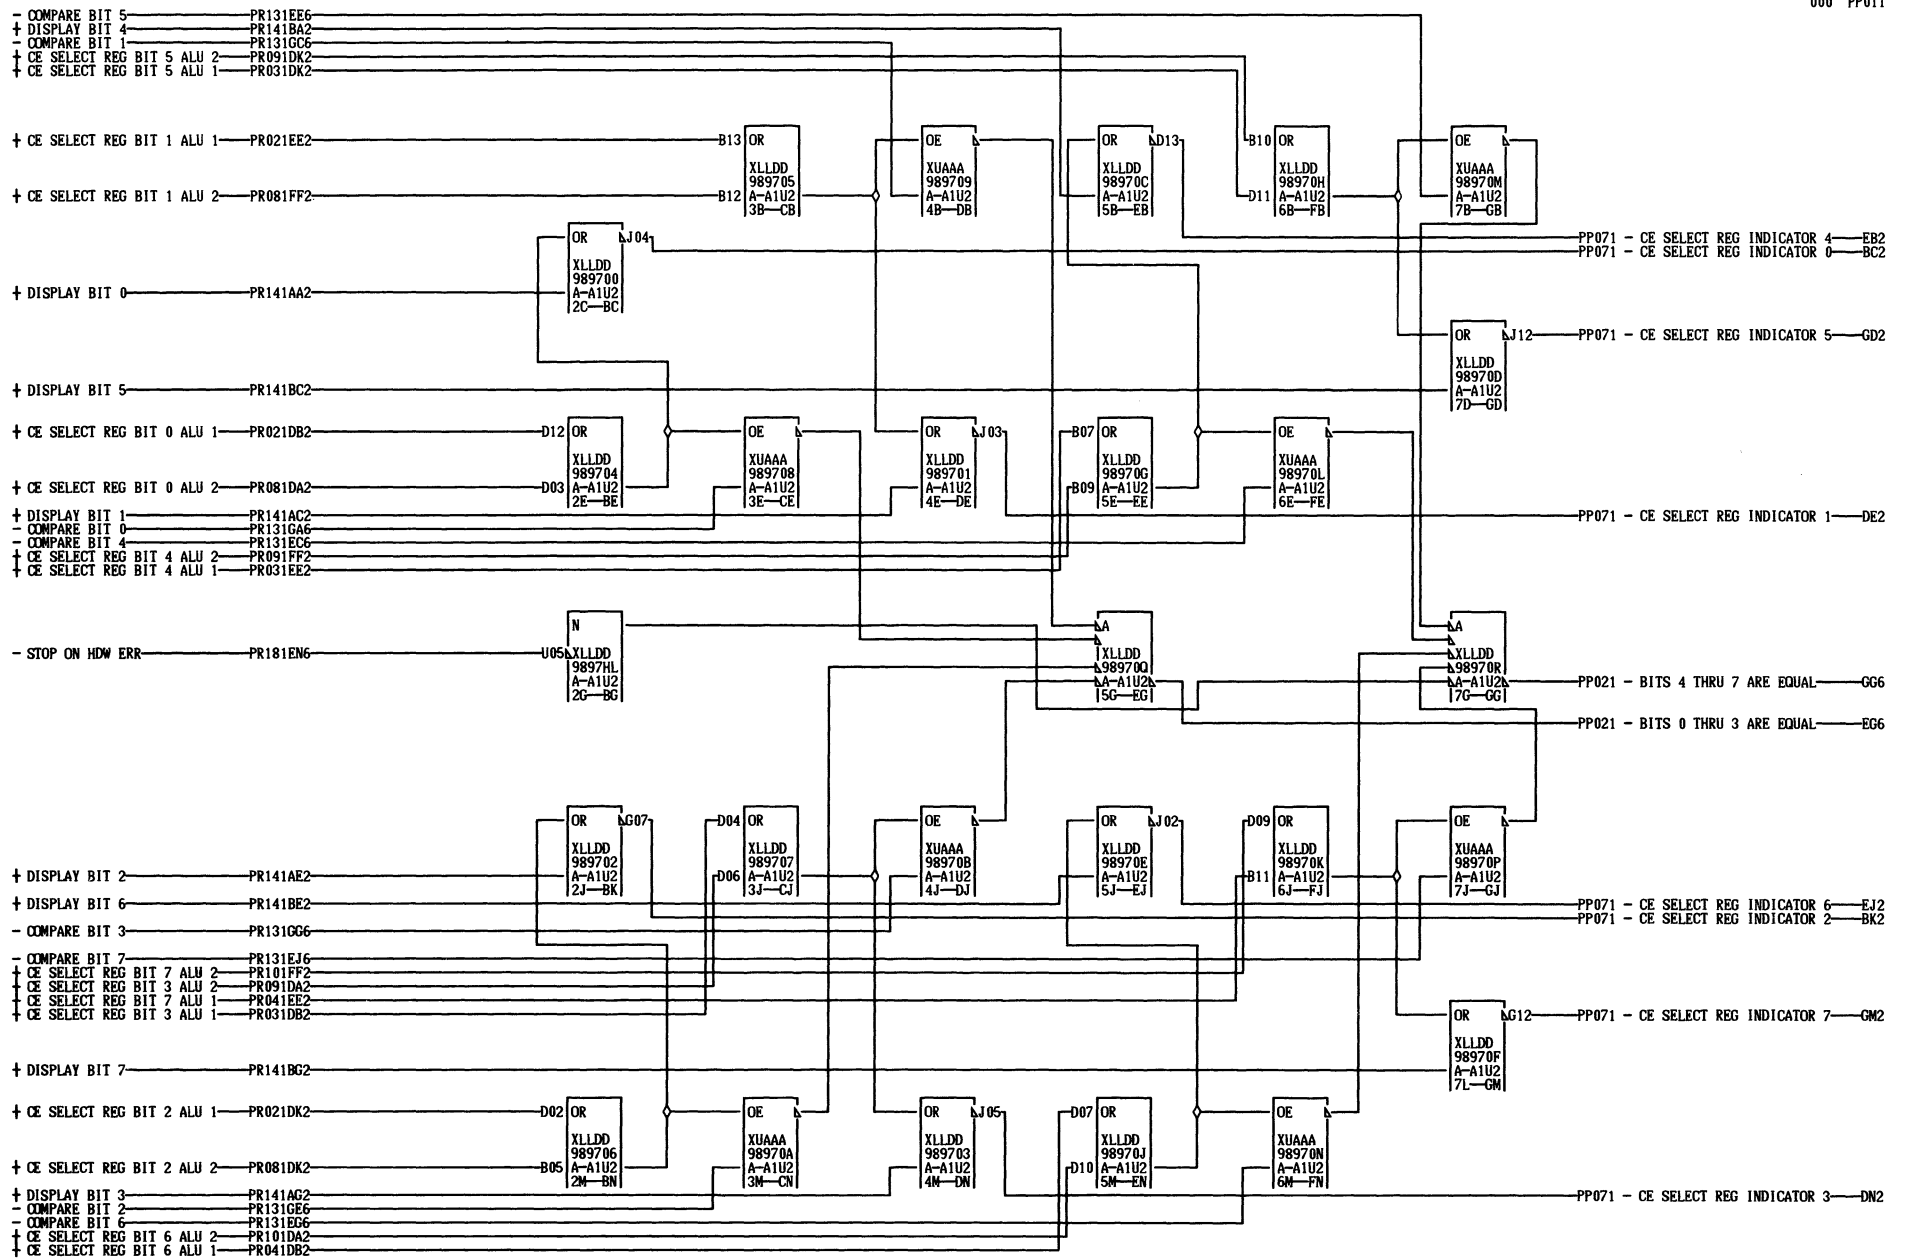 000 PP011
- COMPARE BIT 5 PR131EE6
+ DISPLAY BIT 4 PR141BA2
- COMPARE BIT 1 PR131GC6
+ CE SELECT REG BIT 5 ALU 2 PR091DK2
+ CE SELECT REG BIT 5 ALU 1 PR031DK2
+ CE SELECT REG BIT 1 ALU 1 PR021EE2 B13 OR OE OR D13 B10 OR OE
XLLDD XUAAA XLLDD XLLDD XUAAA
989705 989709 98970C 98970H 98970M
+ CE SELECT REG BIT 1 ALU 2 PR081FF2 B12 A-A1U2 A-A1U2 A-A1U2 D11 A-A1U2 A-A1U2
3B CB 4B DB 5B EB 6B FB 7B GB
OR J04 PP071 - CE SELECT REG INDICATOR 4 EB2
PP071 - CE SELECT REG INDICATOR 0 BC2
XLLDD
989700
+ DISPLAY BIT 0 PR141AA2 A-A1U2
2C BC
OR J12 PP071 - CE SELECT REG INDICATOR 5 GD2
XLLDD
98970D
+ DISPLAY BIT 5 PR141BC2 A-A1U2
7D GD
+ CE SELECT REG BIT 0 ALU 1 PR021DB2 D12 OR OE OR J03 B07 OR OE
XLLDD XUAAA XLLDD XLLDD XUAAA
989704 989708 989701 98970G 98970L
+ CE SELECT REG BIT 0 ALU 2 PR081DA2 D03 A-A1U2 A-A1U2 A-A1U2 B09 A-A1U2 A-A1U2
2E BE 3E CE 4E DE 5E EE 6E FE
+ DISPLAY BIT 1 PR141AC2 PP071 - CE SELECT REG INDICATOR 1 DE2
- COMPARE BIT 0 PR131GA6
- COMPARE BIT 4 PR131EC6
+ CE SELECT REG BIT 4 ALU 2 PR091FF2
+ CE SELECT REG BIT 4 ALU 1 PR031EE2
N A A
- STOP ON HDW ERR PR181EN6 U05 XLLDD XLLDD XLLDD
9897HL 98970Q 98970R
A-A1U2 A-A1U2 A-A1U2 PP021 - BITS 4 THRU 7 ARE EQUAL GG6
2G BG 5G EG 7G GG
PP021 - BITS 0 THRU 3 ARE EQUAL EG6
OR G07 D04 OR OE OR J02 D09 OR OE
XLLDD XLLDD XUAAA XLLDD XLLDD XUAAA
989702 989707 98970B 98970E 98970K 98970P
+ DISPLAY BIT 2 PR141AE2 A-A1U2 D06 A-A1U2 A-A1U2 A-A1U2 B11 A-A1U2 A-A1U2
2J BK 3J CJ 4J DJ 5J EJ 6J FJ 7J GJ
+ DISPLAY BIT 6 PR141BE2 PP071 - CE SELECT REG INDICATOR 6 EJ2
PP071 - CE SELECT REG INDICATOR 2 BK2
- COMPARE BIT 3 PR131GG6
- COMPARE BIT 7 PR131EJ6
+ CE SELECT REG BIT 7 ALU 2 PR101FF2
+ CE SELECT REG BIT 3 ALU 2 PR091DA2
+ CE SELECT REG BIT 7 ALU 1 PR041EE2
+ CE SELECT REG BIT 3 ALU 1 PR031DB2
OR G12 PP071 - CE SELECT REG INDICATOR 7 GM2
XLLDD
98970F
+ DISPLAY BIT 7 PR141BG2 A-A1U2
7L GM
+ CE SELECT REG BIT 2 ALU 1 PR021DK2 D02 OR OE OR J05 D07 OR OE
XLLDD XUAAA XLLDD XLLDD XUAAA
989706 98970A 989703 98970J 98970N
+ CE SELECT REG BIT 2 ALU 2 PR081DK2 B05 A-A1U2 A-A1U2 A-A1U2 D10 A-A1U2 A-A1U2
2M BN 3M CN 4M DN 5M EN 6M FN
+ DISPLAY BIT 3 PR141AG2 PP071 - CE SELECT REG INDICATOR 3 DN2
- COMPARE BIT 2 PR131GE6
- COMPARE BIT 6 PR131EG6
+ CE SELECT REG BIT 6 ALU 2 PR101DA2
+ CE SELECT REG BIT 6 ALU 1 PR041DB2